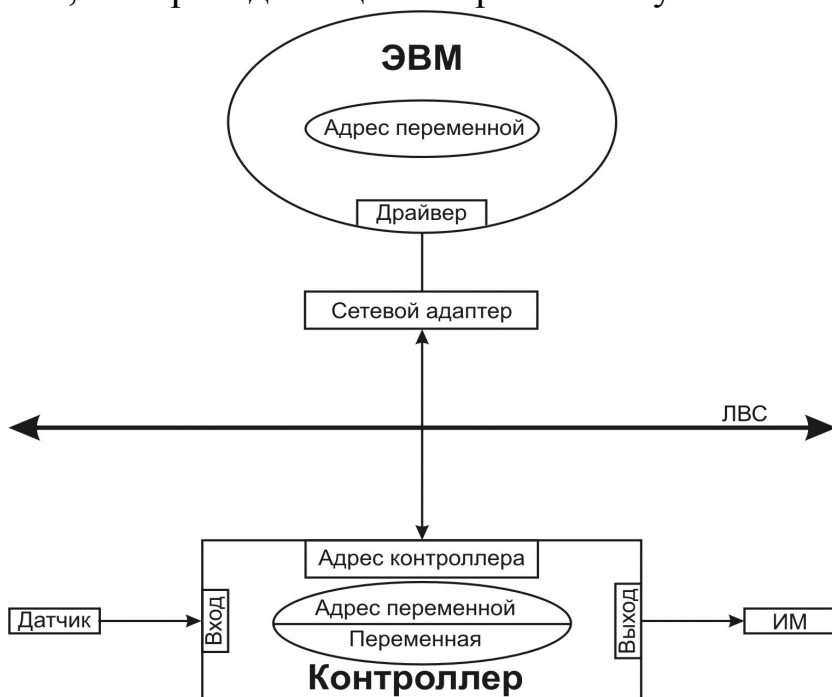 ЭВМ
Адрес переменной
Драйвер
Сетевой адаптер
ЛВС
Адрес контроллера
Датчик
Вход
Адрес переменной
Переменная
Выход
ИМ
Контроллер